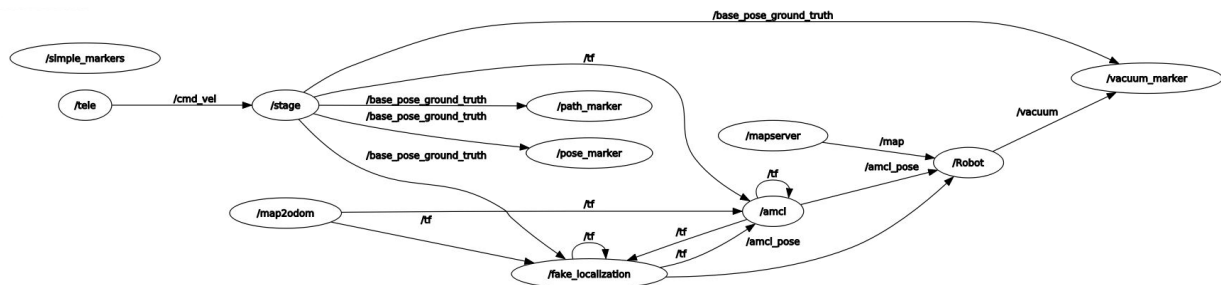 /base_pose_ground_truth
/simple_markers
/tf
/vacuum_marker
/tele
/cmd_vel
/stage
/base_pose_ground_truth
/path_marker
/base_pose_ground_truth
/vacuum
/mapserver
/map
/pose_marker
/base_pose_ground_truth
/Robot
/amcl_pose
/tf
/map2odom
/tf
/amcl
/tf
/tf
/tf
/tf
/amcl_pose
/fake_localization